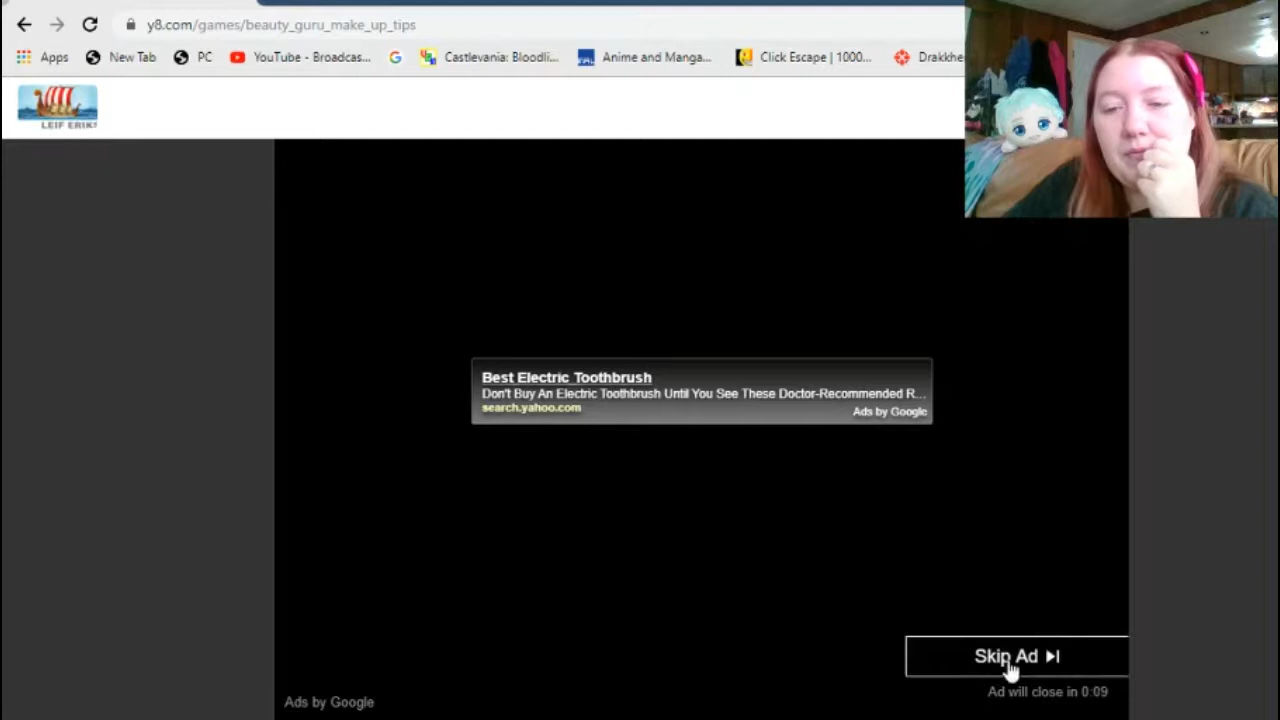 y8.com/games/beauty_guru_make_up_tips
Apps New Tab PC YouTube - Broadcas... Castlevania: Bloodli... Anime and Manga... Click Escape | 1000... Drakkhe
LEIF ERIK
Best Electric Toothbrush
Don't Buy An Electric Toothbrush Until You See These Doctor-Recommended R...
search.yahoo.com
Ads by Google
Skip Ad
Ad will close in 0:09
Ads by Google